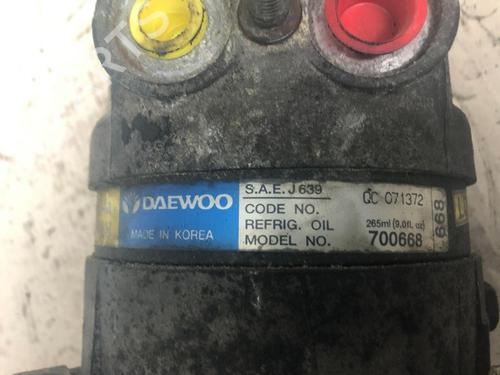 PARTS
DAEWOO
MADE IN KOREA
S.A.E. J 639
CODE NO. QC 071372
REFRIG. OIL 265ml (9.0fl. oz)
MODEL NO. 700668
668